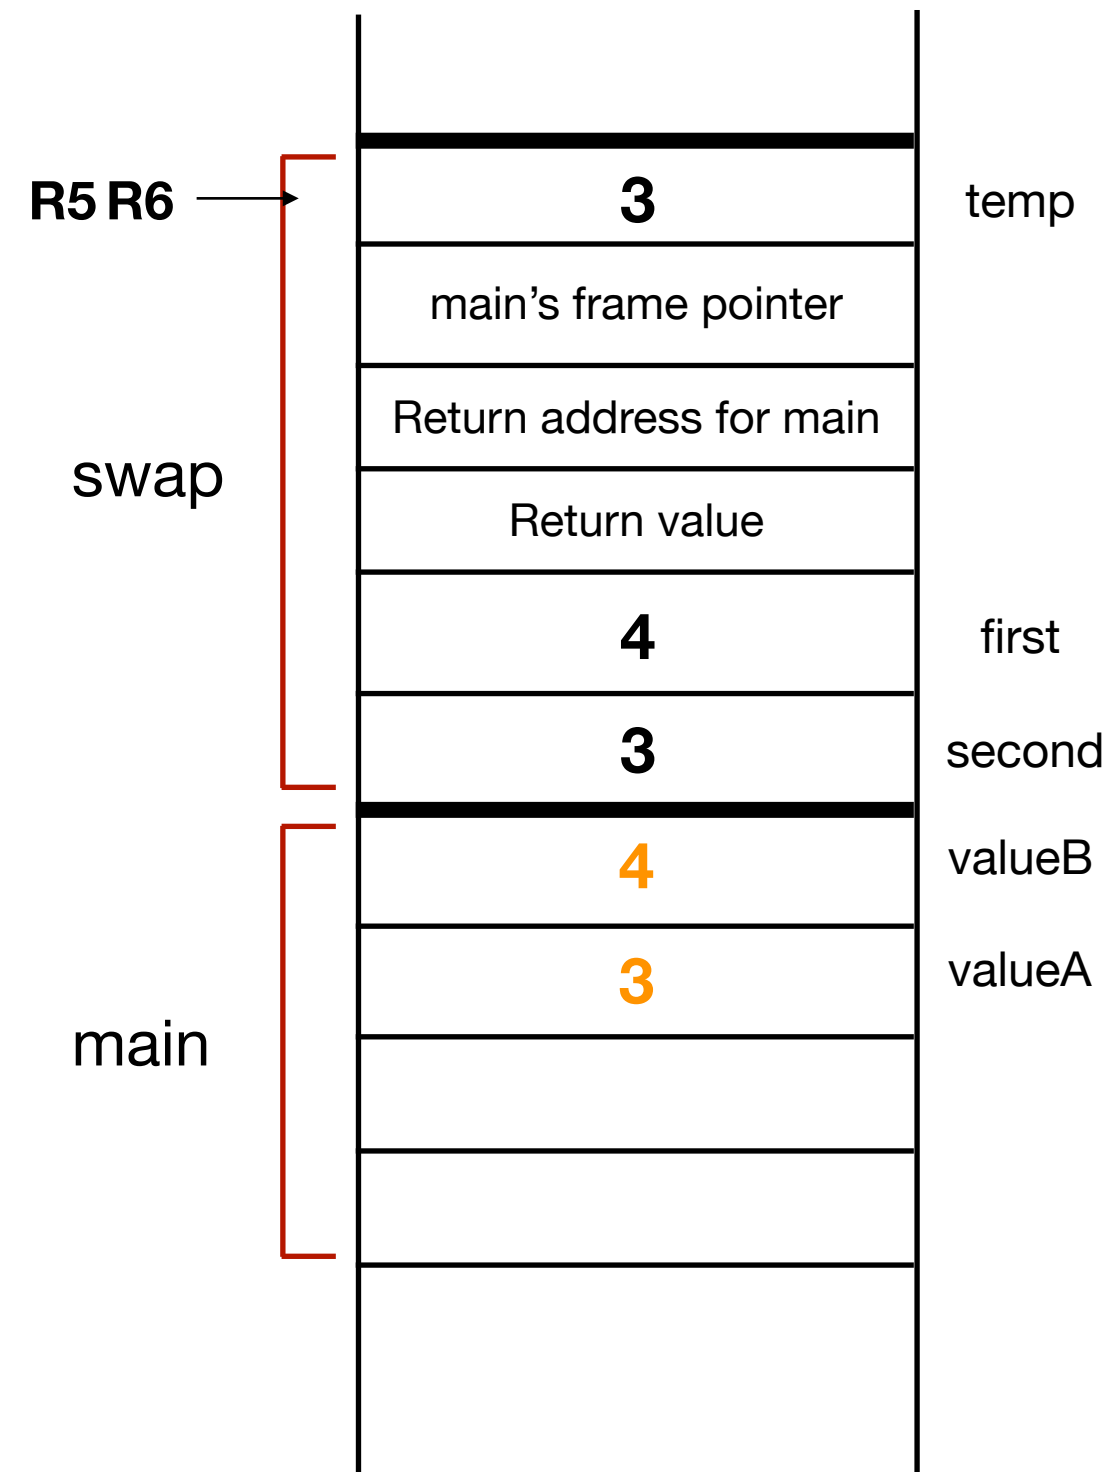 R5 R6
3
temp
main’s frame pointer
Return address for main
swap
Return value
4
first
3
second
4
valueB
3
valueA
main